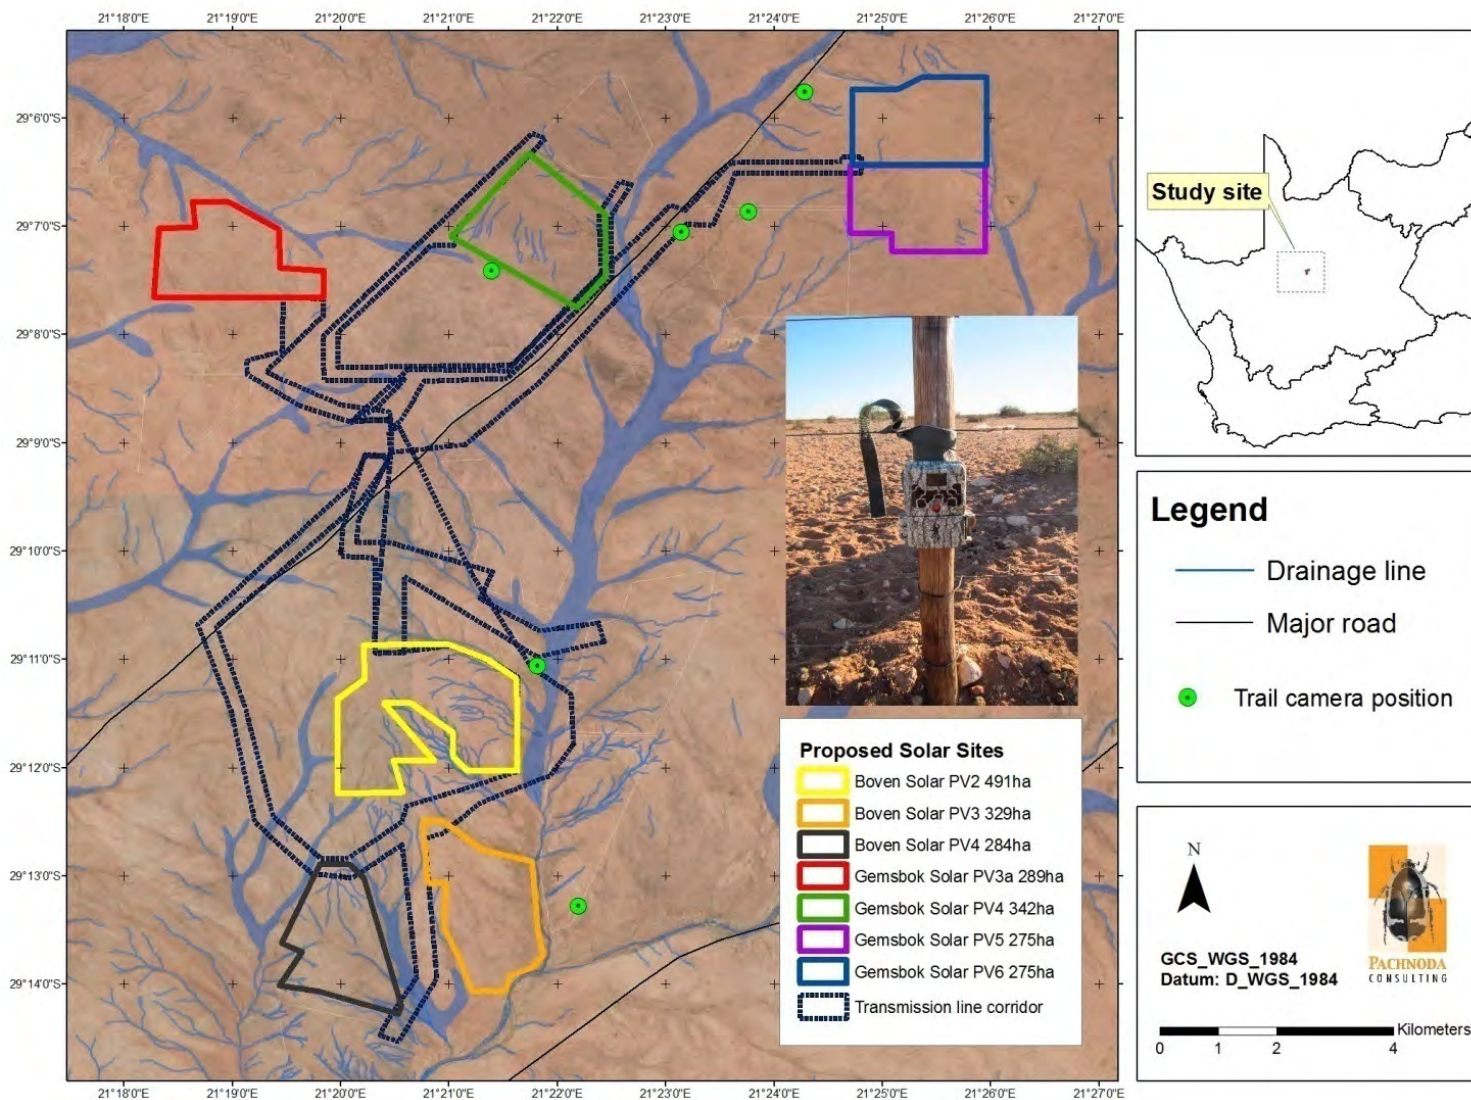 21°18'0"E 21°19'0"E 21°20'0"E 21°21'0"E 21°22'0"E 21°23'0"E 21°24'0"E 21°25'0"E 21°26'0"E 21°27'0"E
29°6'0"S
29°7'0"S
29°8'0"S
29°9'0"S
29°10'0"S
29°11'0"S
29°12'0"S
29°13'0"S
29°14'0"S
Study site
Legend
Drainage line
Major road
Trail camera position
Proposed Solar Sites
Boven Solar PV2 491ha
Boven Solar PV3 329ha
Boven Solar PV4 284ha
Gemsbok Solar PV3a 289ha
Gemsbok Solar PV4 342ha
Gemsbok Solar PV5 275ha
Gemsbok Solar PV6 275ha
Transmission line corridor
N
GCS_WGS_1984
Datum: D_WGS_1984
PACHNODA
CONSULTING
Kilometers
0 1 2 4
21°18'0"E 21°19'0"E 21°20'0"E 21°21'0"E 21°22'0"E 21°23'0"E 21°24'0"E 21°25'0"E 21°26'0"E 21°27'0"E